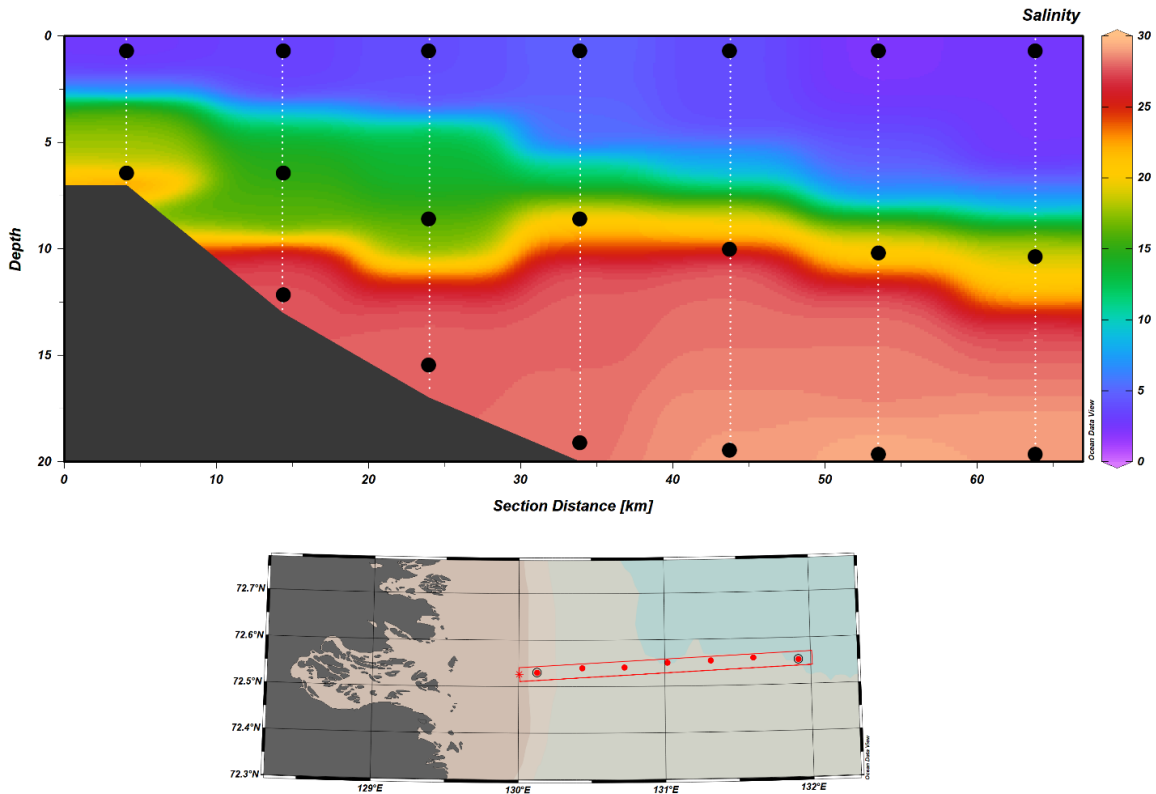 Salinity
0
5
10
15
20
Depth
0
10
20
30
40
50
60
Section Distance [km]
30
25
20
15
10
5
0
Ocean Data View
72.7°N
72.6°N
72.5°N
72.4°N
72.3°N
129°E
130°E
131°E
132°E
Ocean Data View